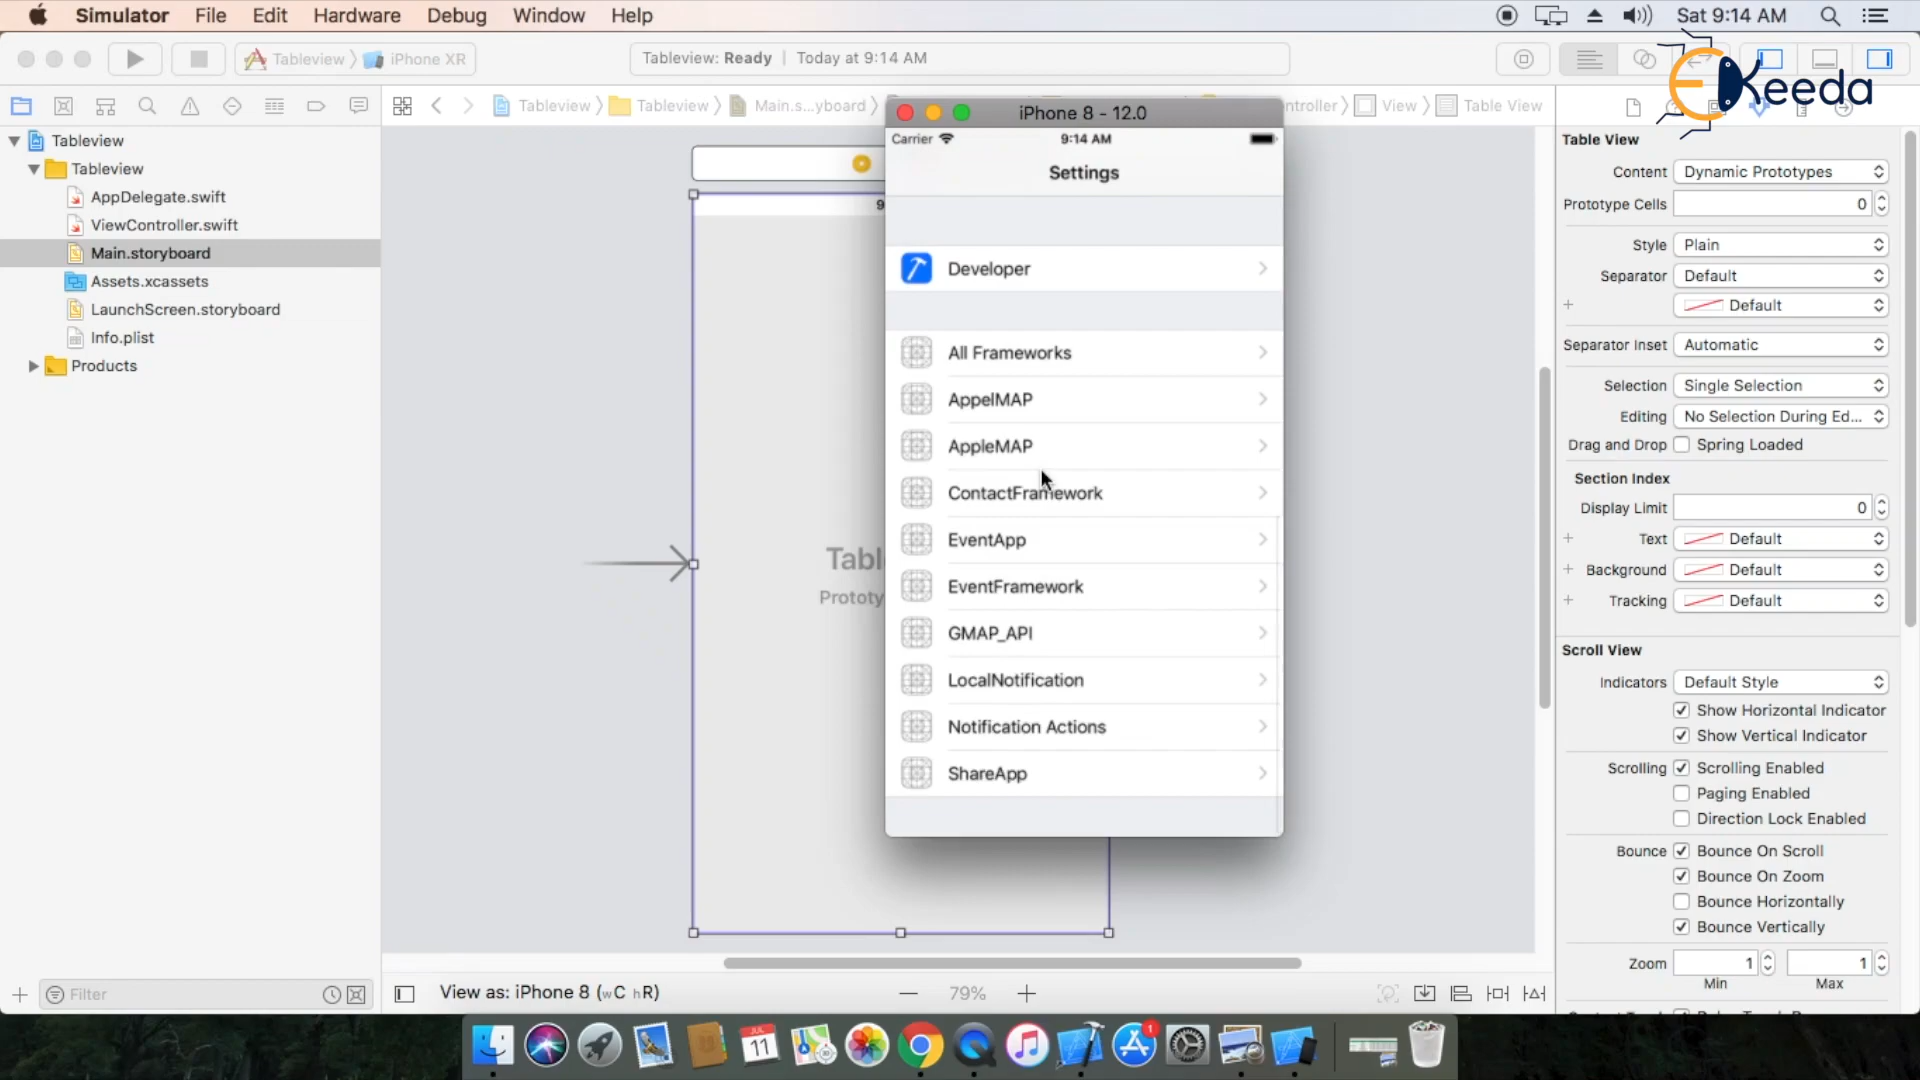 Simulator File Edit Hardware Debug Window Help Sat 9:14 AM
Tableview iPhone XR Tableview: Ready | Today at 9:14 AM
Keeda
Tableview Tableview Main.s...yboard ntroller View Table View
Tableview
Tableview
AppDelegate.swift
ViewController.swift
Main.storyboard
Assets.xcassets
LaunchScreen.storyboard
Info.plist
Products
Filter
9
Tabl
Prototy
iPhone 8 - 12.0
Carrier 9:14 AM
Settings
Developer
All Frameworks
AppelMAP
AppleMAP
ContactFramework
EventApp
EventFramework
GMAP_API
LocalNotification
Notification Actions
ShareApp
View as: iPhone 8 (wC hR) 79%
Table View
Content Dynamic Prototypes
Prototype Cells 0
Style Plain
Separator Default
Default
Separator Inset Automatic
Selection Single Selection
Editing No Selection During Ed...
Drag and Drop Spring Loaded
Section Index
Display Limit 0
Text Default
Background Default
Tracking Default
Scroll View
Indicators Default Style
Show Horizontal Indicator
Show Vertical Indicator
Scrolling Scrolling Enabled
Paging Enabled
Direction Lock Enabled
Bounce Bounce On Scroll
Bounce On Zoom
Bounce Horizontally
Bounce Vertically
Zoom 1 1
Min Max
JUL
11
1